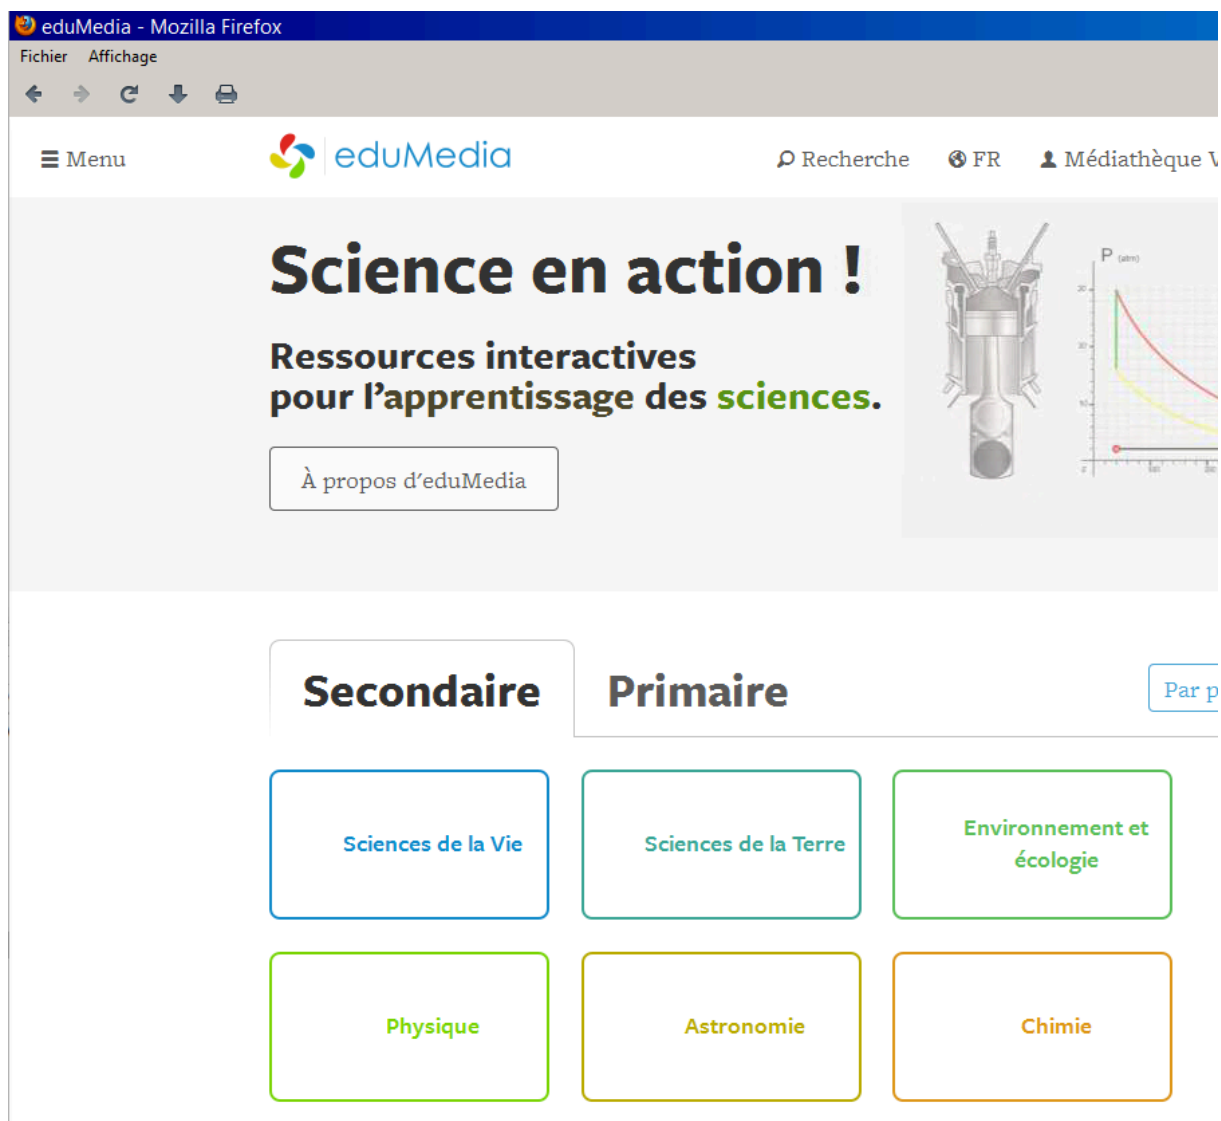 eduMedia - Mozilla Firefox
Fichier Affichage
Menu
eduMedia
Recherche
FR
Médiathèque V
Science en action !
Ressources interactives
pour l'apprentissage des sciences.
À propos d'eduMedia
P (atm)
Secondaire
Primaire
Par p
Sciences de la Vie
Sciences de la Terre
Environnement et
écologie
Physique
Astronomie
Chimie